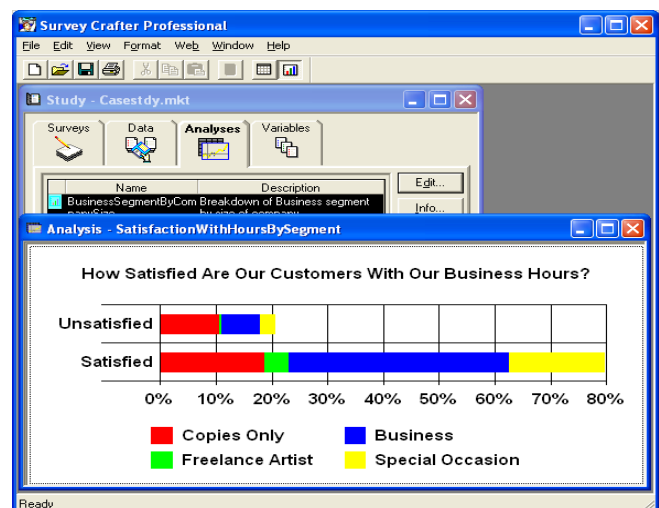 Survey Crafter Professional
File Edit View Format Web Window Help
Study - Casestdy.mkt
Surveys Data Analyses Variables
Name Description
Edit...
BusinessSegmentByCom Breakdown of Business segment
Info...
Analysis - SatisfactionWithHoursBySegment
How Satisfied Are Our Customers With Our Business Hours?
Unsatisfied
Satisfied
0% 10% 20% 30% 40% 50% 60% 70% 80%
Copies Only Business
Freelance Artist Special Occasion
Ready